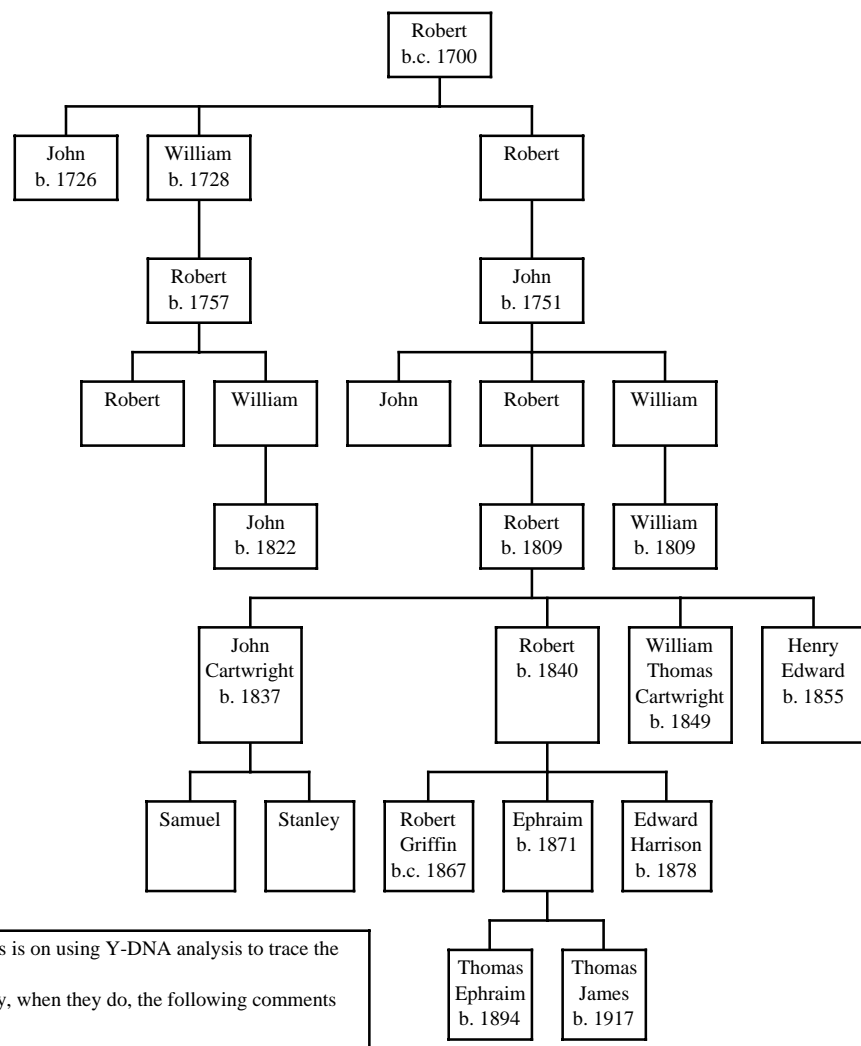 Robert
b.c. 1700
John
b. 1726
William
b. 1728
Robert
Robert
b. 1757
John
b. 1751
Robert
William
John
Robert
William
John
b. 1822
Robert
b. 1809
William
b. 1809
John
Cartwright
b. 1837
Robert
b. 1840
William
Thomas
Cartwright
b. 1849
Henry
Edward
b. 1855
Samuel
Stanley
Robert
Griffin
b.c. 1867
Ephraim
b. 1871
Edward
Harrison
b. 1878
s is on using Y-DNA analysis to trace the
y, when they do, the following comments
Thomas
Ephraim
b. 1894
Thomas
James
b. 1917